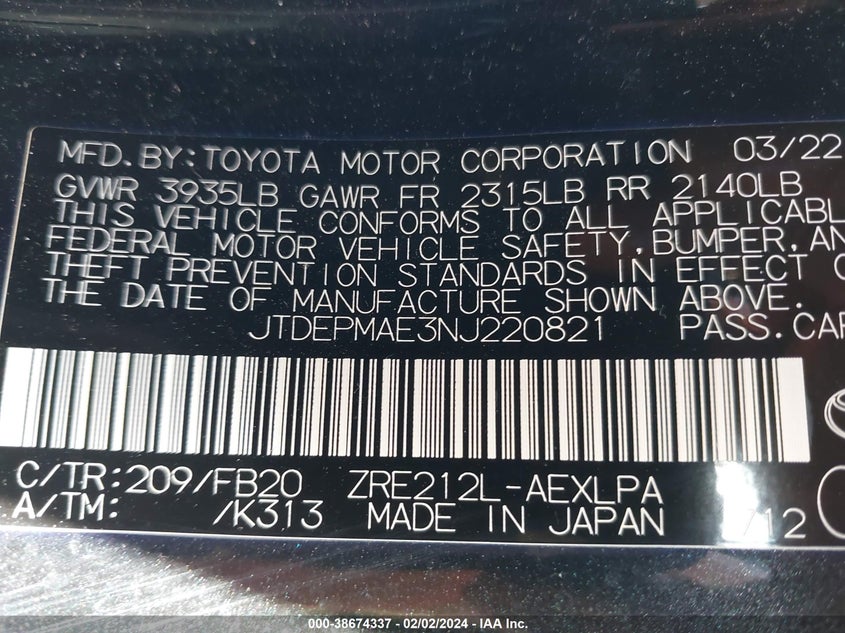 MFD.BY:TOYOTA MOTOR CORPORATION 03/22
GVWR 3935LB GAWR FR 2315LB RR 2140LB
THIS VEHICLE CONFORMS TO ALL APPLICABL
FEDERAL MOTOR VEHICLE SAFETY,BUMPER,AN
THEFT PREVENTION STANDARDS IN EFFECT O
THE DATE OF MANUFACTURE SHOWN ABOVE.
JTDEPMAE3NJ220821 PASS.CAR
C/TR:209/FB20 ZRE212L-AEXLPA
A/TM: /K313 MADE IN JAPAN 712
000-38674337 - 02/02/2024 - IAA Inc.